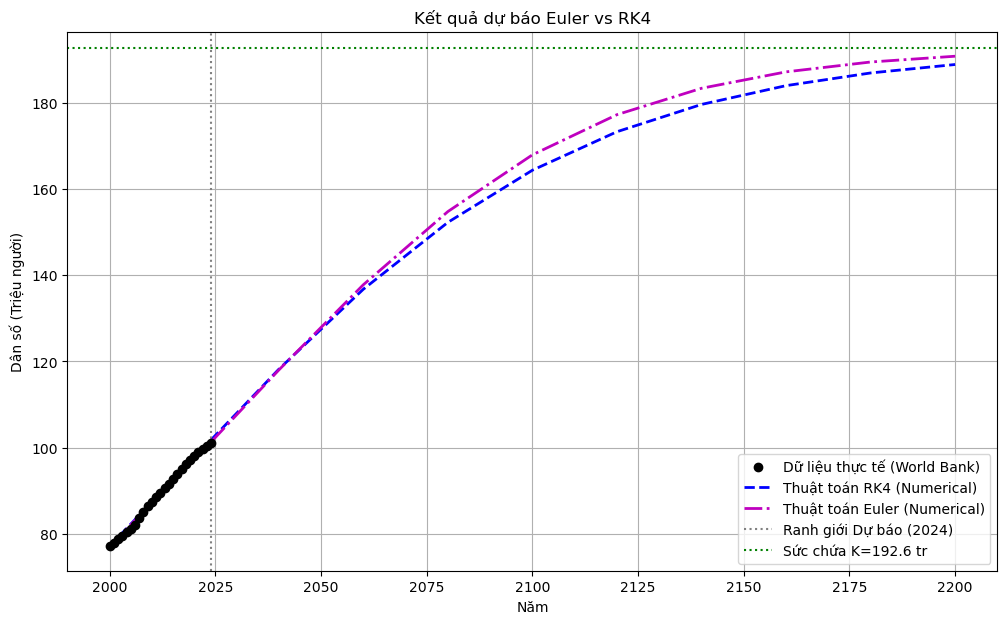 Kết quả dự báo Euler vs RK4
Dân số (Triệu người)
180
160
140
120
100
80
Dữ liệu thực tế (World Bank)
Thuật toán RK4 (Numerical)
Thuật toán Euler (Numerical)
Ranh giới Dự báo (2024)
Sức chứa K=192.6 tr
2000 2025 2050 2075 2100 2125 2150 2175 2200
Năm